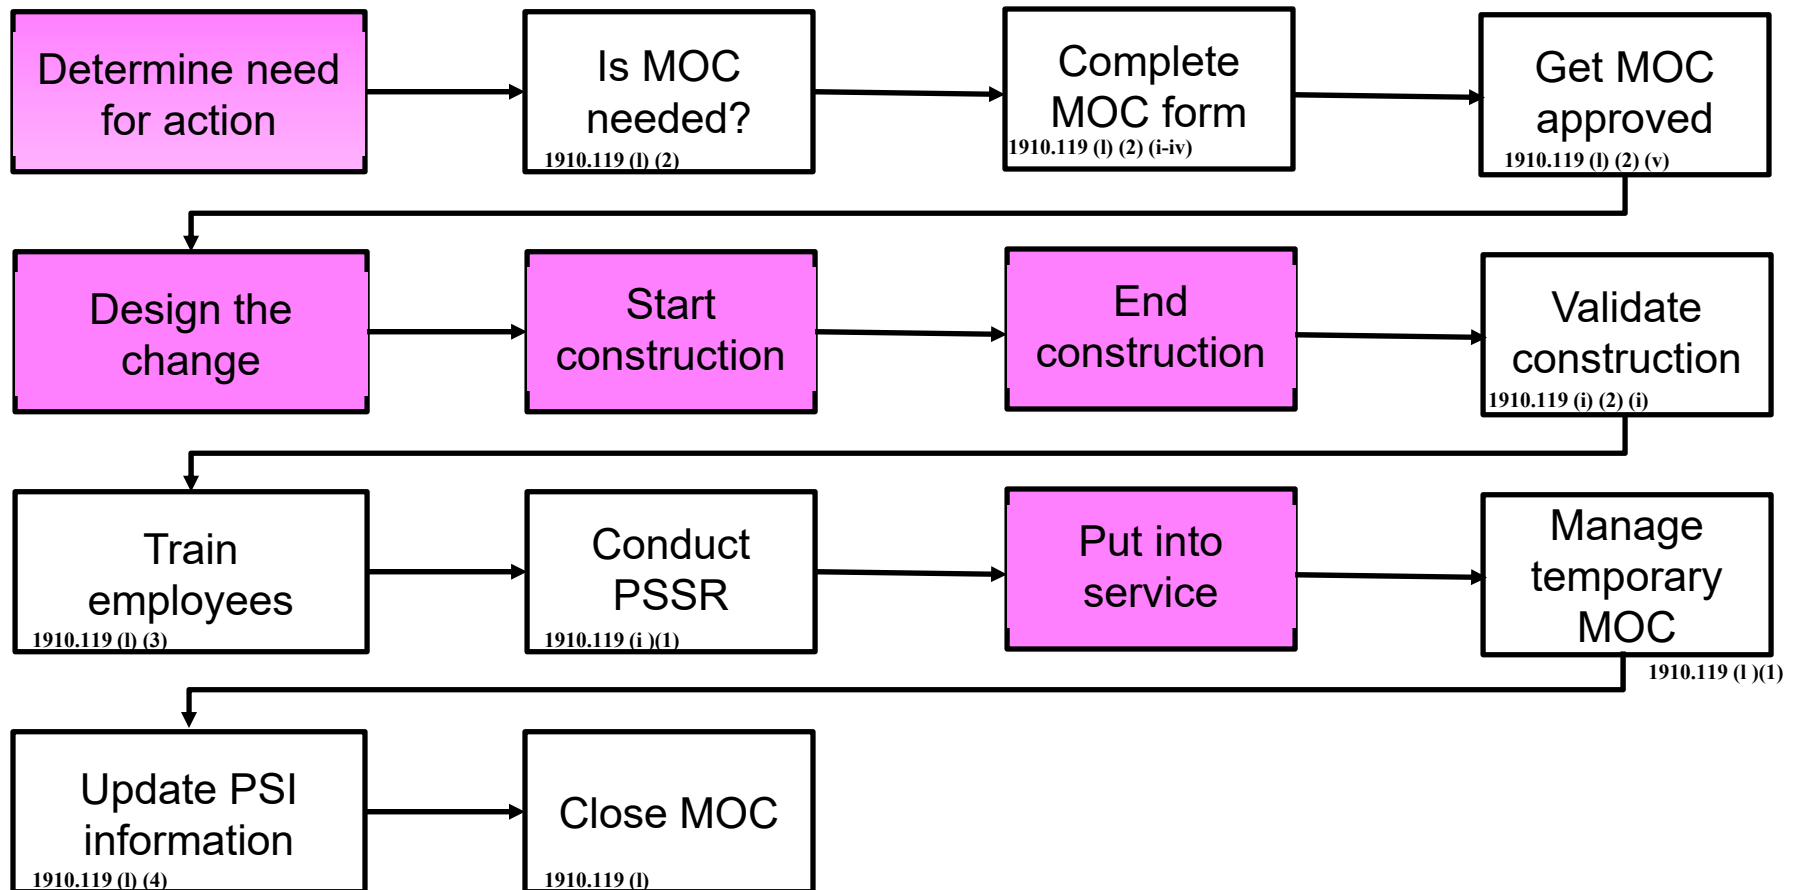 Determine need
for action
Is MOC
needed?
1910.119 (l) (2)
Complete
MOC form
1910.119 (l) (2) (i-iv)
Get MOC
approved
1910.119 (l) (2) (v)
Design the
change
Start
construction
End
construction
Validate
construction
1910.119 (i) (2) (i)
Train
employees
1910.119 (l) (3)
Conduct
PSSR
1910.119 (i )(1)
Put into
service
Manage
temporary
MOC
1910.119 (l )(1)
Update PSI
information
1910.119 (l) (4)
Close MOC
1910.119 (l)